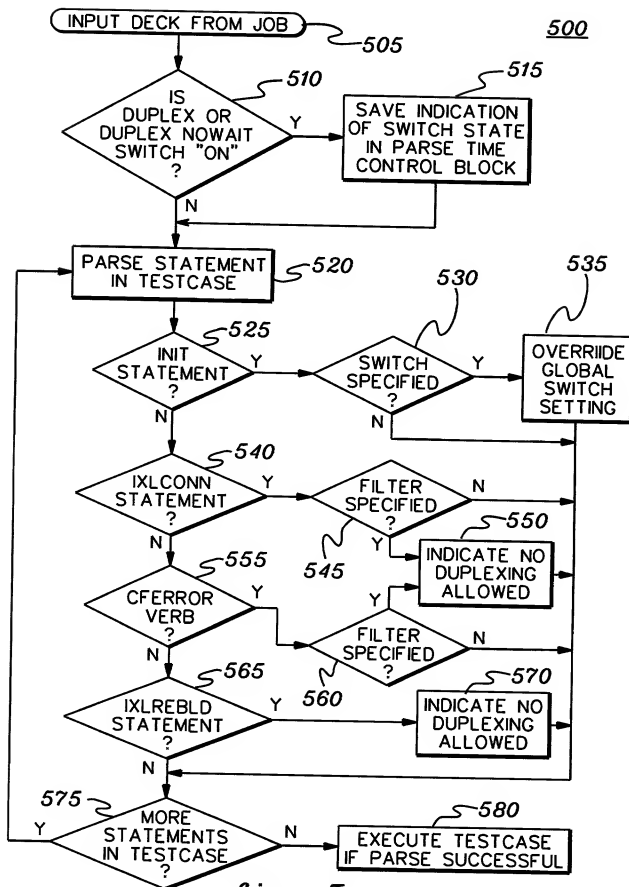 INPUT DECK FROM JOB
505
500
IS
DUPLEX OR
DUPLEX NOWAIT
SWITCH "ON"
?
510
Y
N
515
SAVE INDICATION
OF SWITCH STATE
IN PARSE TIME
CONTROL BLOCK
PARSE STATEMENT
IN TESTCASE
520
525
INIT
STATEMENT
?
Y
N
530
SWITCH
SPECIFIED
?
Y
N
535
OVERRIIDE
GLOBAL
SWITCH
SETTING
540
IXLCONN
STATEMENT
?
Y
N
FILTER
SPECIFIED
?
N
Y
545
550
INDICATE NO
DUPLEXING
ALLOWED
555
CFERROR
VERB
?
Y
N
Y
FILTER
SPECIFIED
?
N
560
565
IXLREBLD
STATEMENT
?
Y
N
570
INDICATE NO
DUPLEXING
ALLOWED
575
MORE
STATEMENTS
IN TESTCASE
?
Y
N
580
EXECUTE TESTCASE
IF PARSE SUCCESSFUL